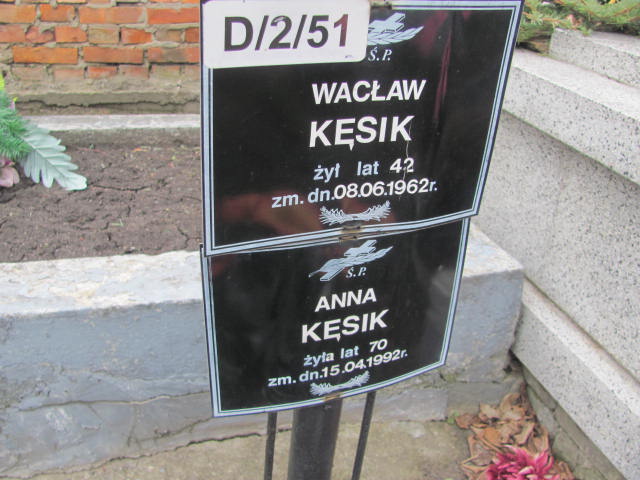 D/2/51
Ś.P.
WACŁAW
KĘSIK
żył lat 42
zm. dn. 08.06.1962r.
Ś.P.
ANNA
KĘSIK
żyła lat 70
zm. dn. 15.04.1992r.